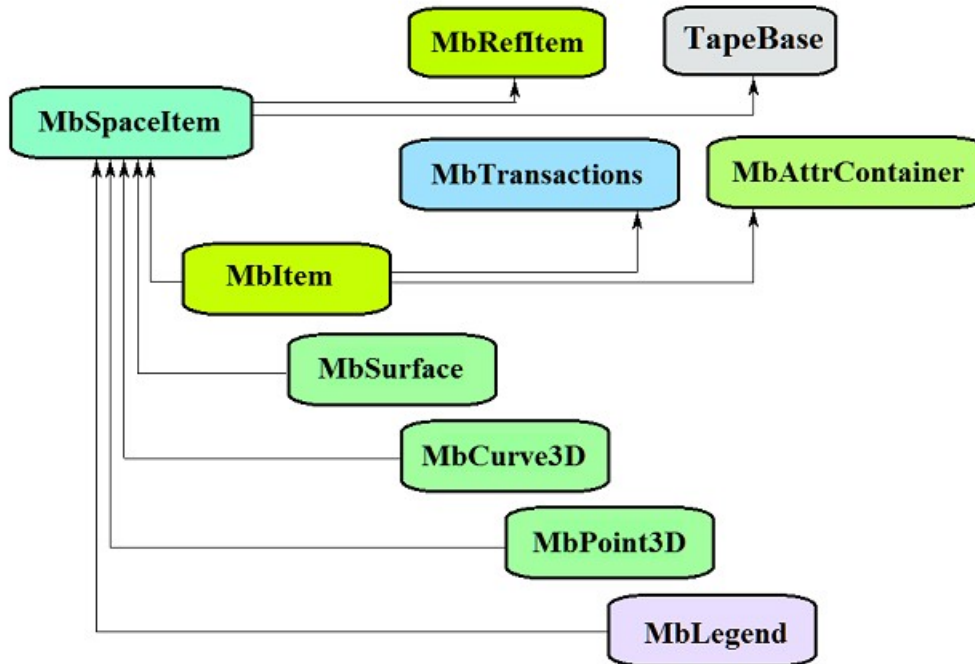 MbRefItem
TapeBase
MbSpaceItem
MbTransactions
MbAttrContainer
MbItem
MbSurface
MbCurve3D
MbPoint3D
MbLegend